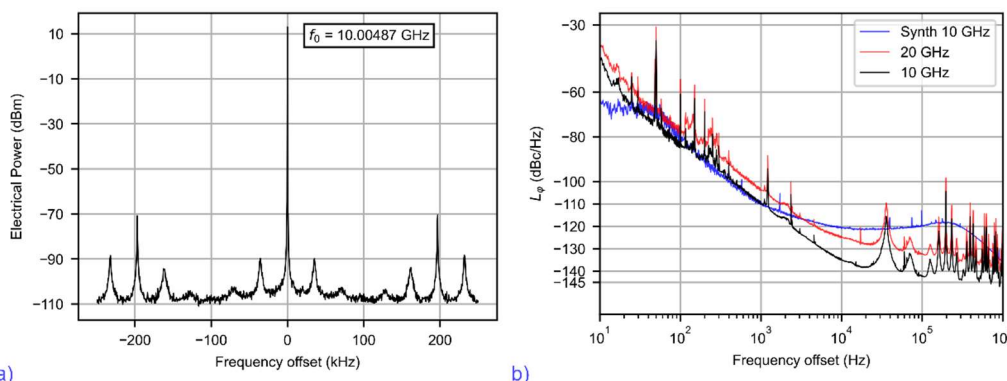 10
−10
−30
−50
−70
−90
−110
Electrical Power (dBm)
f₀ = 10.00487 GHz
−200
−100
0
100
200
Frequency offset (kHz)
a)
−30
−60
−80
−100
−110
−120
−130
−140
−145
Lφ (dBc/Hz)
Synth 10 GHz
20 GHz
10 GHz
10¹
10²
10³
10⁴
10⁵
Frequency offset (Hz)
b)